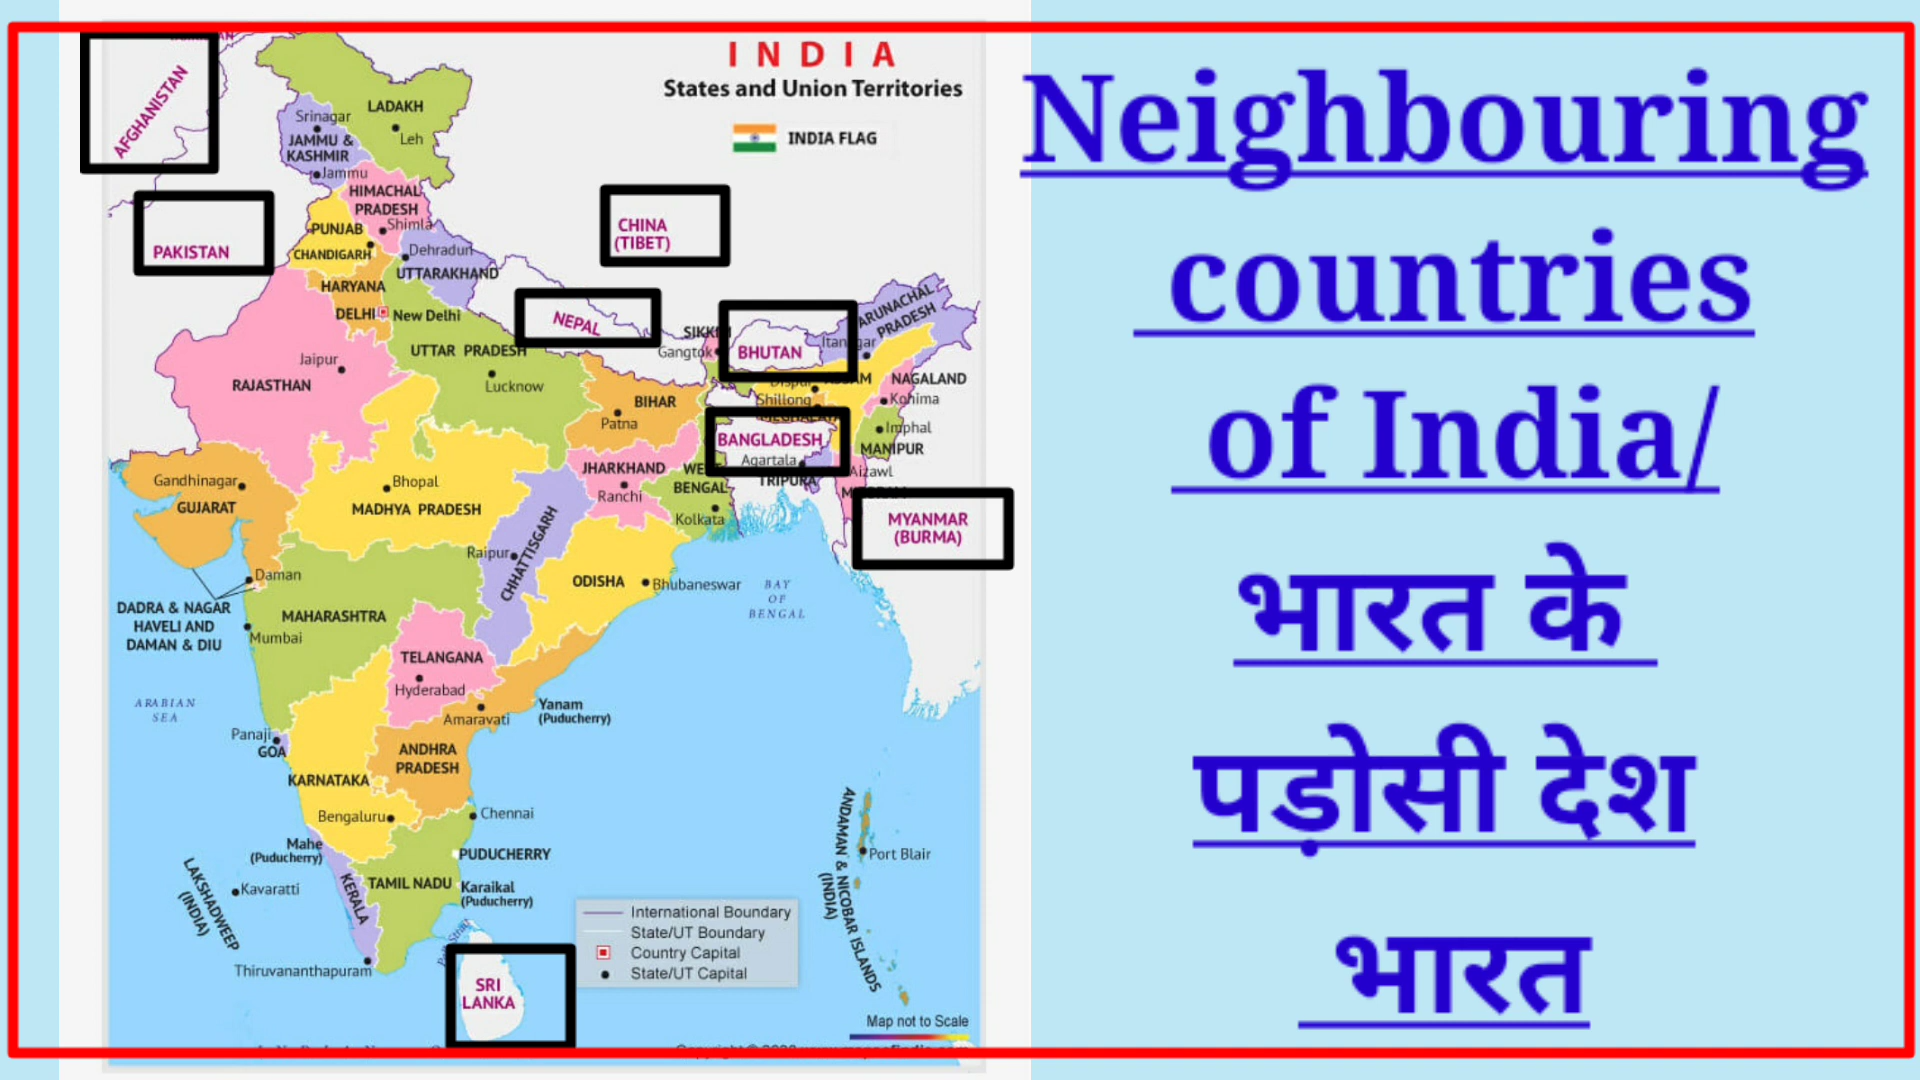 INDIA
States and Union Territories
INDIA FLAG
AFGHANISTAN
PAKISTAN
CHINA
(TIBET)
NEPAL
BHUTAN
BANGLADESH
MYANMAR
(BURMA)
SRI
LANKA
LADAKH
Leh
Srinagar
JAMMU &
KASHMIR
Jammu
HIMACHAL
PRADESH
Shimla
PUNJAB
CHANDIGARH
Dehradun
UTTARAKHAND
HARYANA
DELHI
New Delhi
UTTAR PRADESH
Lucknow
Jaipur
RAJASTHAN
BIHAR
Patna
Gangtok
ARUNACHAL
PRADESH
NAGALAND
Kohima
Shillong
Imphal
MANIPUR
Agartala
TRIPURA
Aizawl
JHARKHAND
Ranchi
BENGAL
Kolkata
Gandhinagar
GUJARAT
Bhopal
MADHYA PRADESH
Raipur
CHHATTISGARH
ODISHA
Bhubaneswar
BAY
OF
BENGAL
Daman
DADRA & NAGAR
HAVELI AND
DAMAN & DIU
MAHARASHTRA
Mumbai
TELANGANA
Hyderabad
Amaravati
Yanam
(Puducherry)
ARABIAN
SEA
Panaji
GOA
ANDHRA
PRADESH
KARNATAKA
Bengaluru
Chennai
Mahe
(Puducherry)
PUDUCHERRY
TAMIL NADU
Karaikal
(Puducherry)
KERALA
LAKSHADWEEP
(INDIA)
Kavaratti
Thiruvananthapuram
ANDAMAN & NICOBAR ISLANDS
(INDIA)
Port Blair
International Boundary
State/UT Boundary
Country Capital
State/UT Capital
Map not to Scale
Neighbouring
countries
of India/
भारत के
पड़ोसी देश
भारत